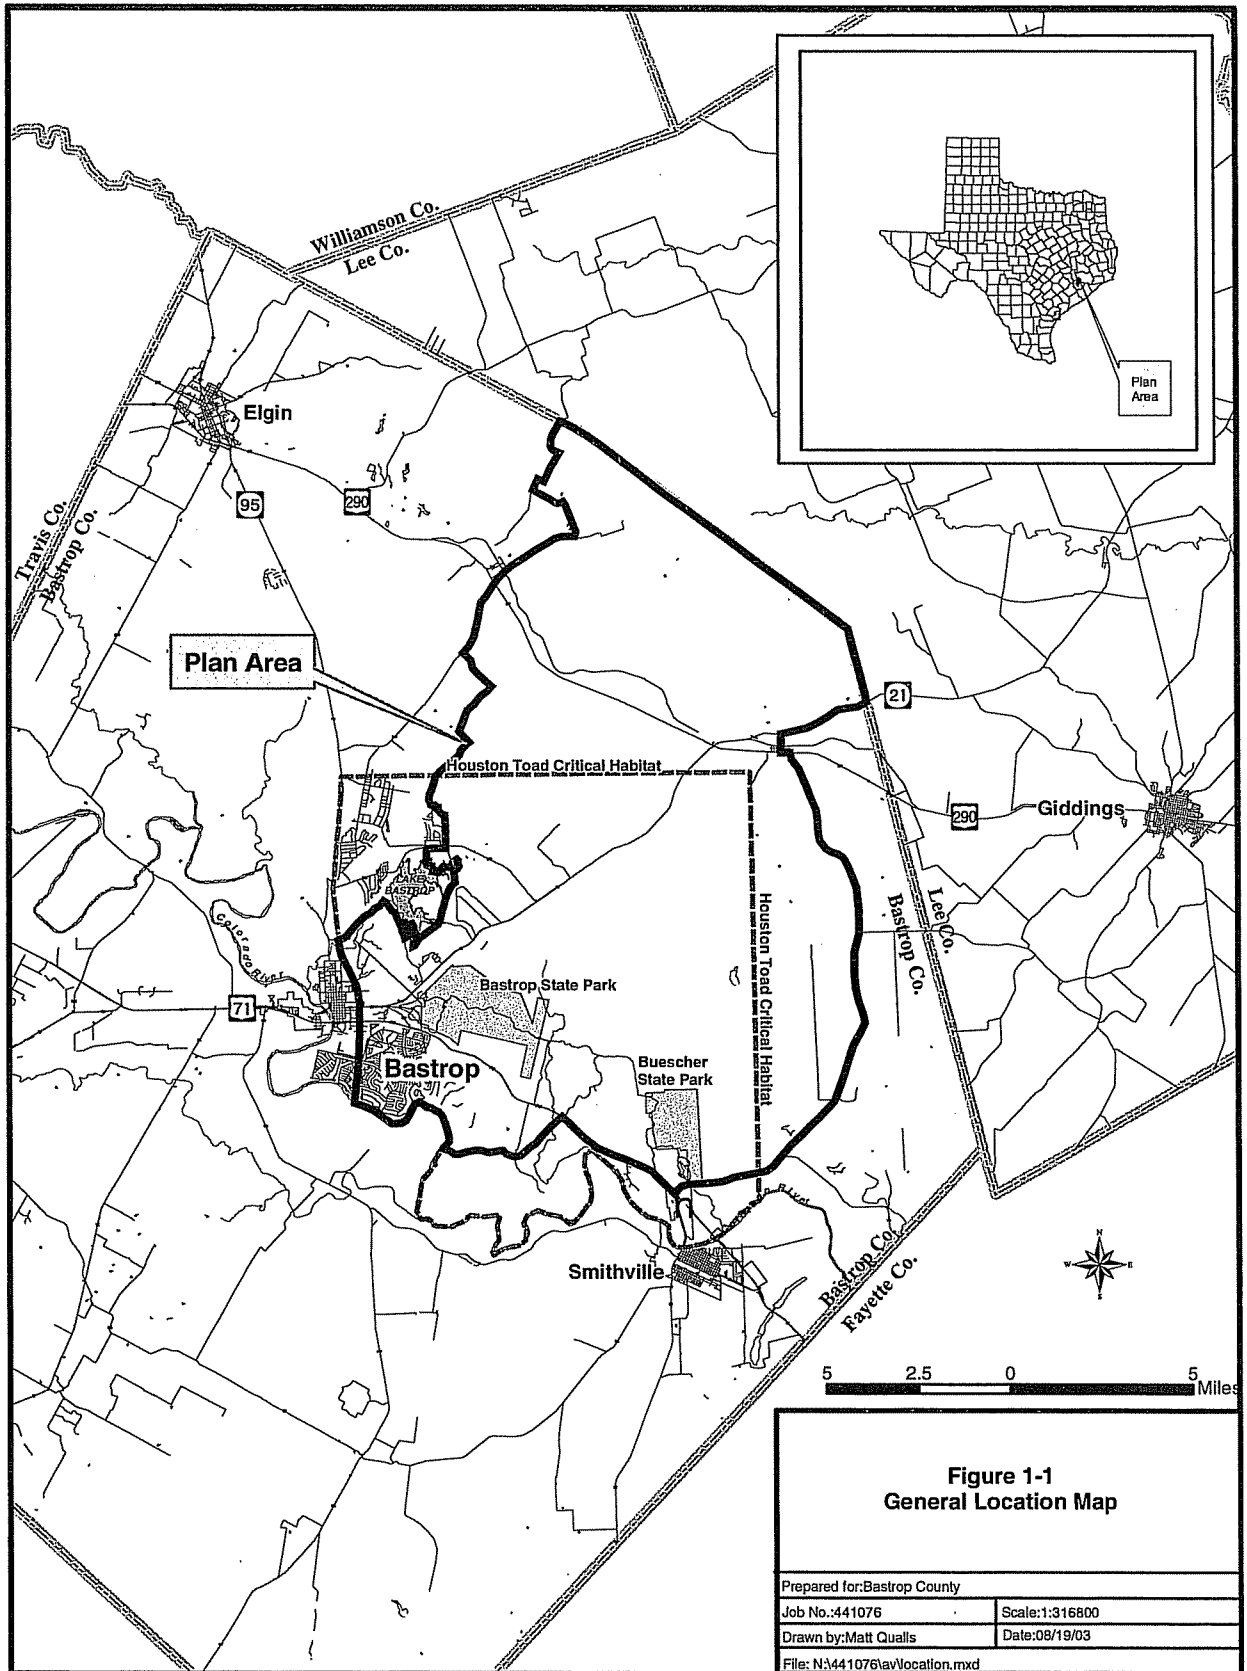 Williamson Co.
Lee Co.
Plan
Area
Elgin
95
290
Travis Co.
Bastrop Co.
Plan Area
21
Houston Toad Critical Habitat
290
Giddings
LAKE
BASTROP
Houston Toad Critical Habitat
Lee Co.
Bastrop Co.
Colorado River
Bastrop State Park
71
Buescher
State Park
Bastrop
River
Smithville
Bastrop Co.
Fayette Co.
N
W
E
S
5
2.5
0
5
Miles
Figure 1-1
General Location Map
Prepared for:Bastrop County
Job No.:441076
Scale:1:316800
Drawn by:Matt Qualls
Date:08/19/03
File: N:\441076\av\location.mxd